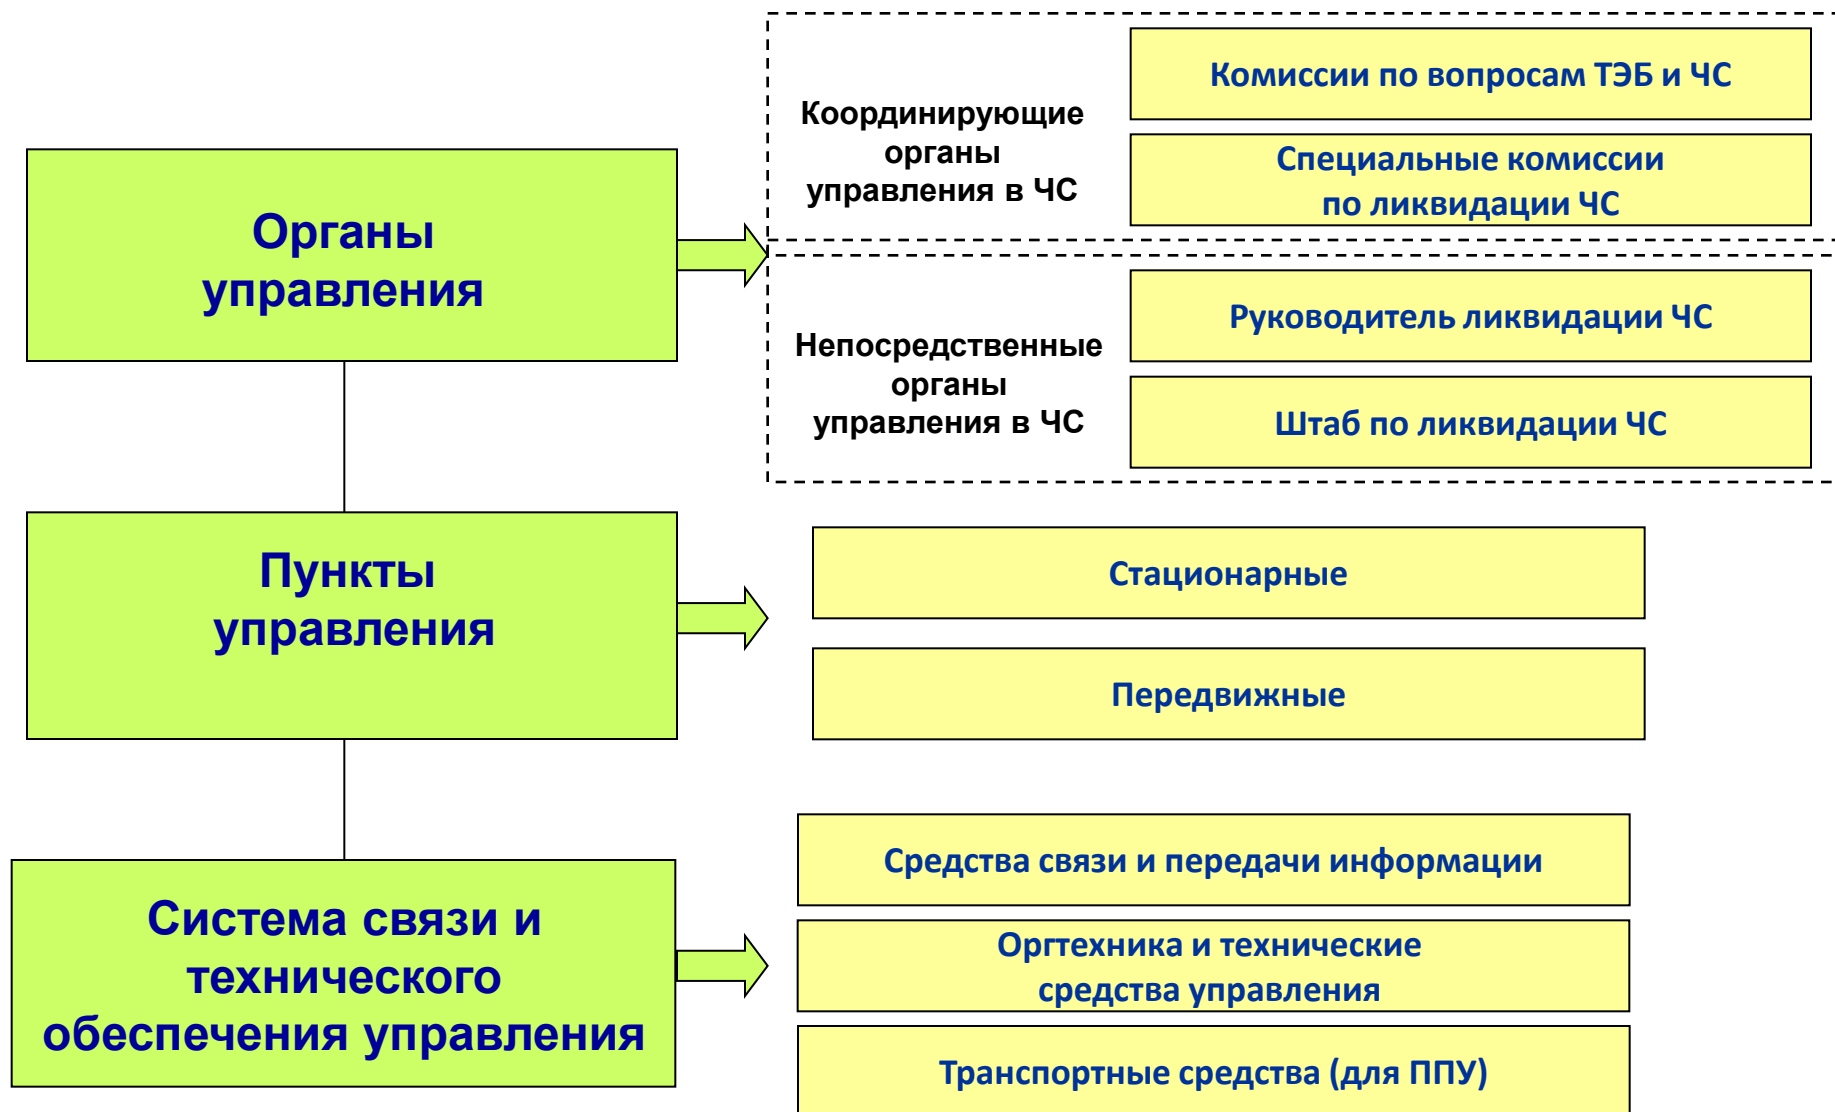 Органы
управления
Координирующие
органы
управления в ЧС
Комиссии по вопросам ТЭБ и ЧС
Специальные комиссии
по ликвидации ЧС
Непосредственные
органы
управления в ЧС
Руководитель ликвидации ЧС
Штаб по ликвидации ЧС
Пункты
управления
Стационарные
Передвижные
Система связи и
технического
обеспечения управления
Средства связи и передачи информации
Оргтехника и технические
средства управления
Транспортные средства (для ППУ)